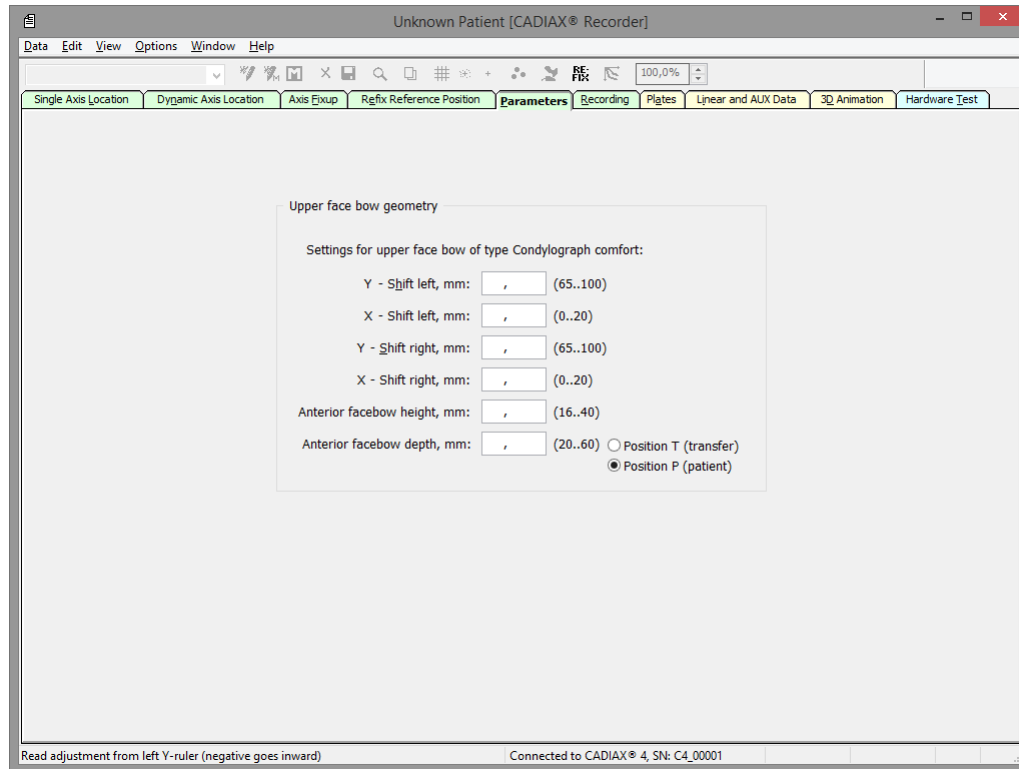 Unknown Patient [CADIAX® Recorder]
Data Edit View Options Window Help
RE: FIX 100,0%
Single Axis Location Dynamic Axis Location Axis Fixup Refix Reference Position Parameters Recording Plates Linear and AUX Data 3D Animation Hardware Test
Upper face bow geometry
Settings for upper face bow of type Condylograph comfort:
Y - Shift left, mm: , (65..100)
X - Shift left, mm: , (0..20)
Y - Shift right, mm: , (65..100)
X - Shift right, mm: , (0..20)
Anterior facebow height, mm: , (16..40)
Anterior facebow depth, mm: , (20..60) Position T (transfer)
Position P (patient)
Read adjustment from left Y-ruler (negative goes inward) Connected to CADIAX® 4, SN: C4_00001